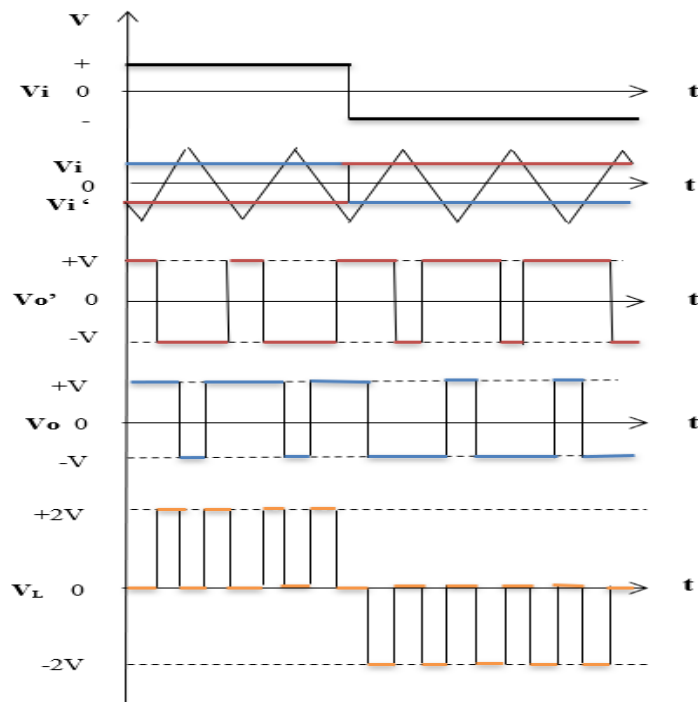 V
+
Vi 0 t
-
Vi
0 t
Vi ‘
+V
Vo’ 0 t
-V
+V
Vo 0 t
-V
+2V
VL 0 t
-2V